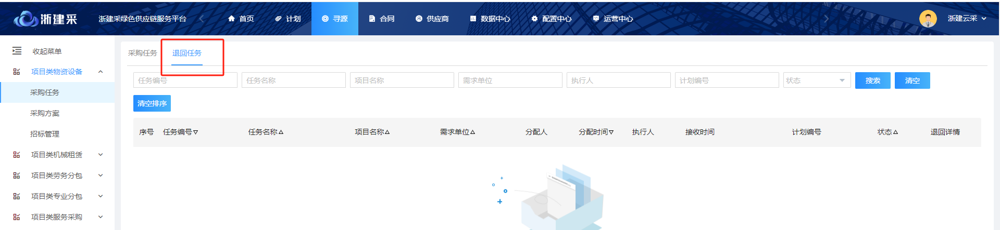 浙建采 浙建采绿色供应链服务平台 首页 计划 寻源 合同 供应商 数据中心 配置中心 运营中心 浙建云采
收起菜单
项目类物资设备
采购任务
采购方案
招标管理
项目类机械租赁
项目类劳务分包
项目类专业分包
项目类服务采购
采购任务 退回任务
任务编号 任务名称 项目名称 需求单位 执行人 计划编号 状态 搜索 清空
清空排序
序号 任务编号 任务名称 项目名称 需求单位 分配人 分配时间 执行人 接收时间 计划编号 状态 退回详情